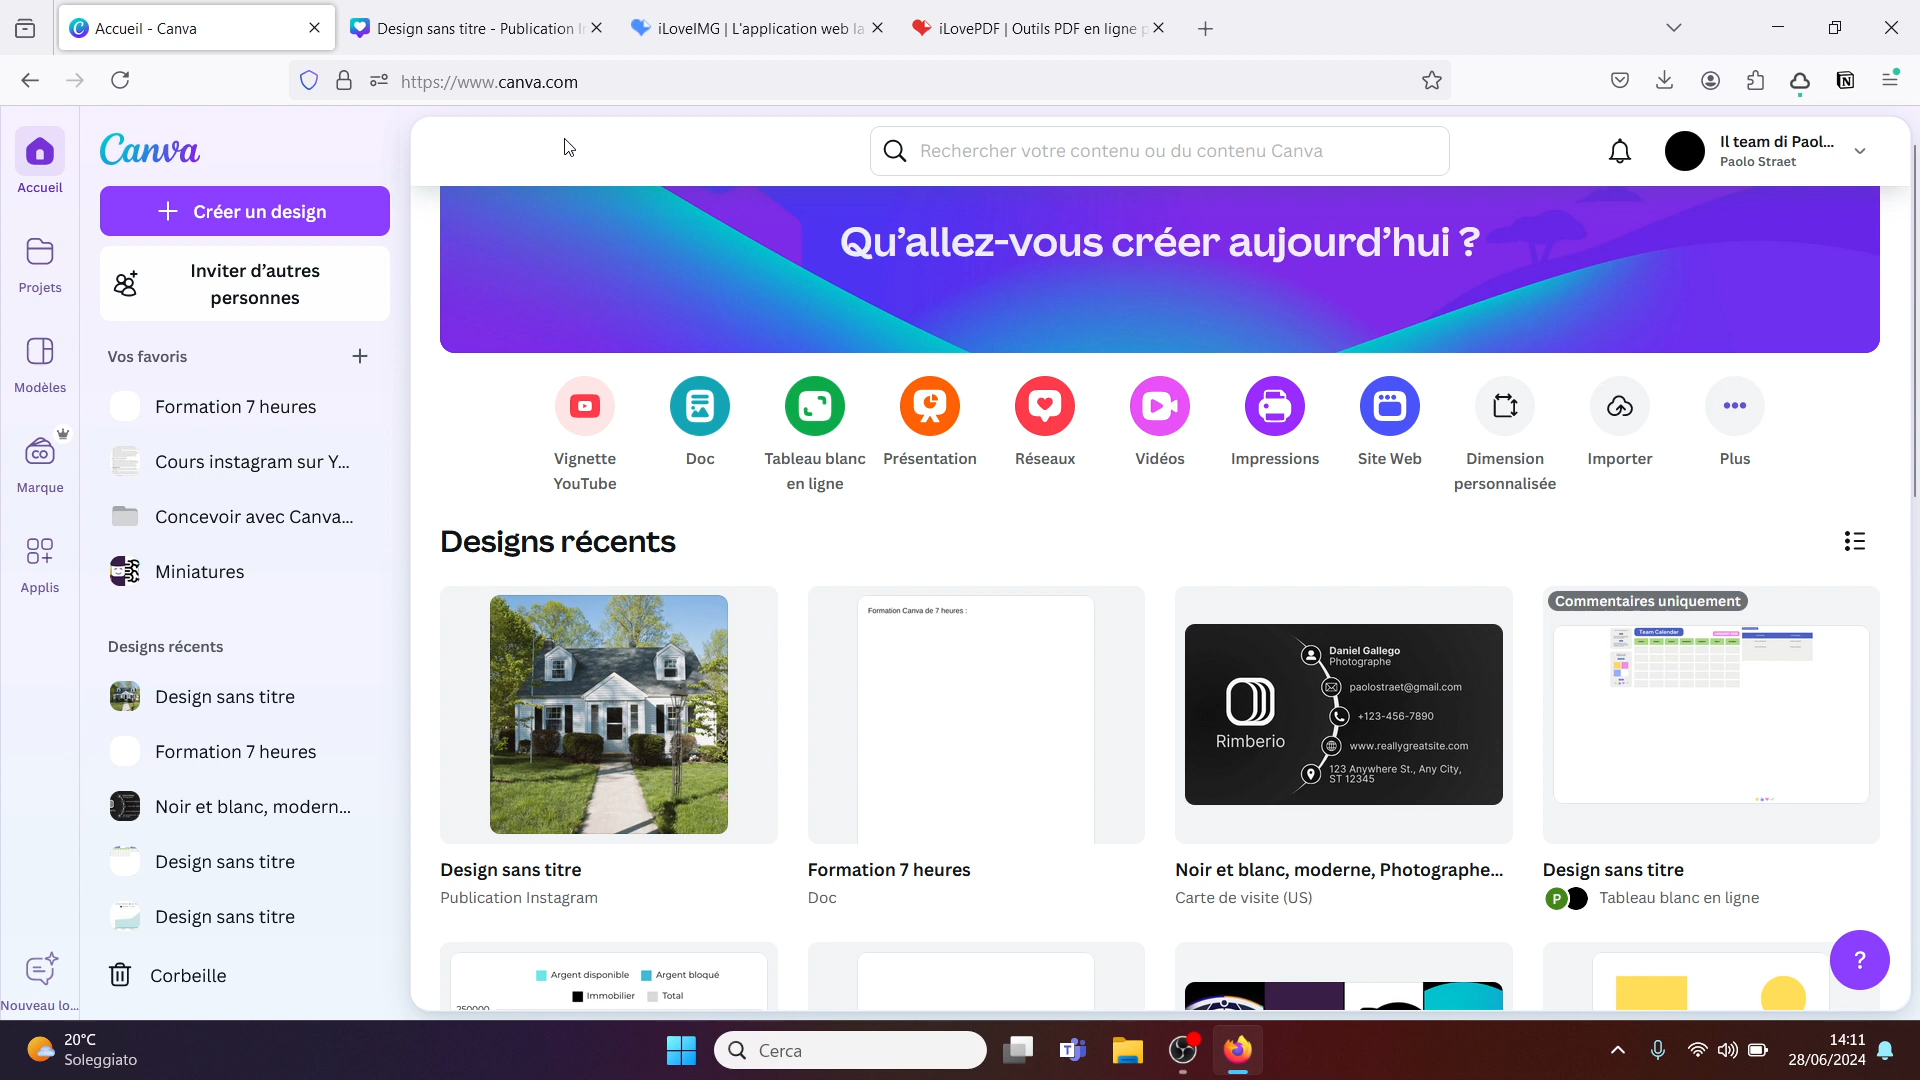 Accueil - Canva
Design sans titre - Publication I
iLoveIMG | L'application web la
iLovePDF | Outils PDF en ligne p
https://www.canva.com
Accueil
Projets
Modèles
Marque
Applis
Nouveau lo...
Canva
Créer un design
Inviter d'autres
personnes
Vos favoris
Formation 7 heures
Cours instagram sur Y...
Concevoir avec Canva...
Miniatures
Designs récents
Design sans titre
Formation 7 heures
Noir et blanc, modern...
Design sans titre
Design sans titre
Corbeille
Rechercher votre contenu ou du contenu Canva
Il team di Paol...
Paolo Straet
Qu'allez-vous créer aujourd'hui ?
Vignette
YouTube
Doc
Tableau blanc
en ligne
Présentation
Réseaux
Vidéos
Impressions
Site Web
Dimension
personnalisée
Importer
Plus
Designs récents
Design sans titre
Publication Instagram
Formation Canva de 7 heures :
Formation 7 heures
Doc
Rimberio
Daniel Gallego
Photographe
paolostraet@gmail.com
+123-456-7890
www.reallygreatsite.com
123 Anywhere St., Any City,
ST 12345
Noir et blanc, moderne, Photographe...
Carte de visite (US)
Commentaires uniquement
Team Calendar
Design sans titre
P
Tableau blanc en ligne
Argent disponible
Argent bloqué
Immobilier
Total
250000
?
20°C
Soleggiato
Cerca
14:11
28/06/2024